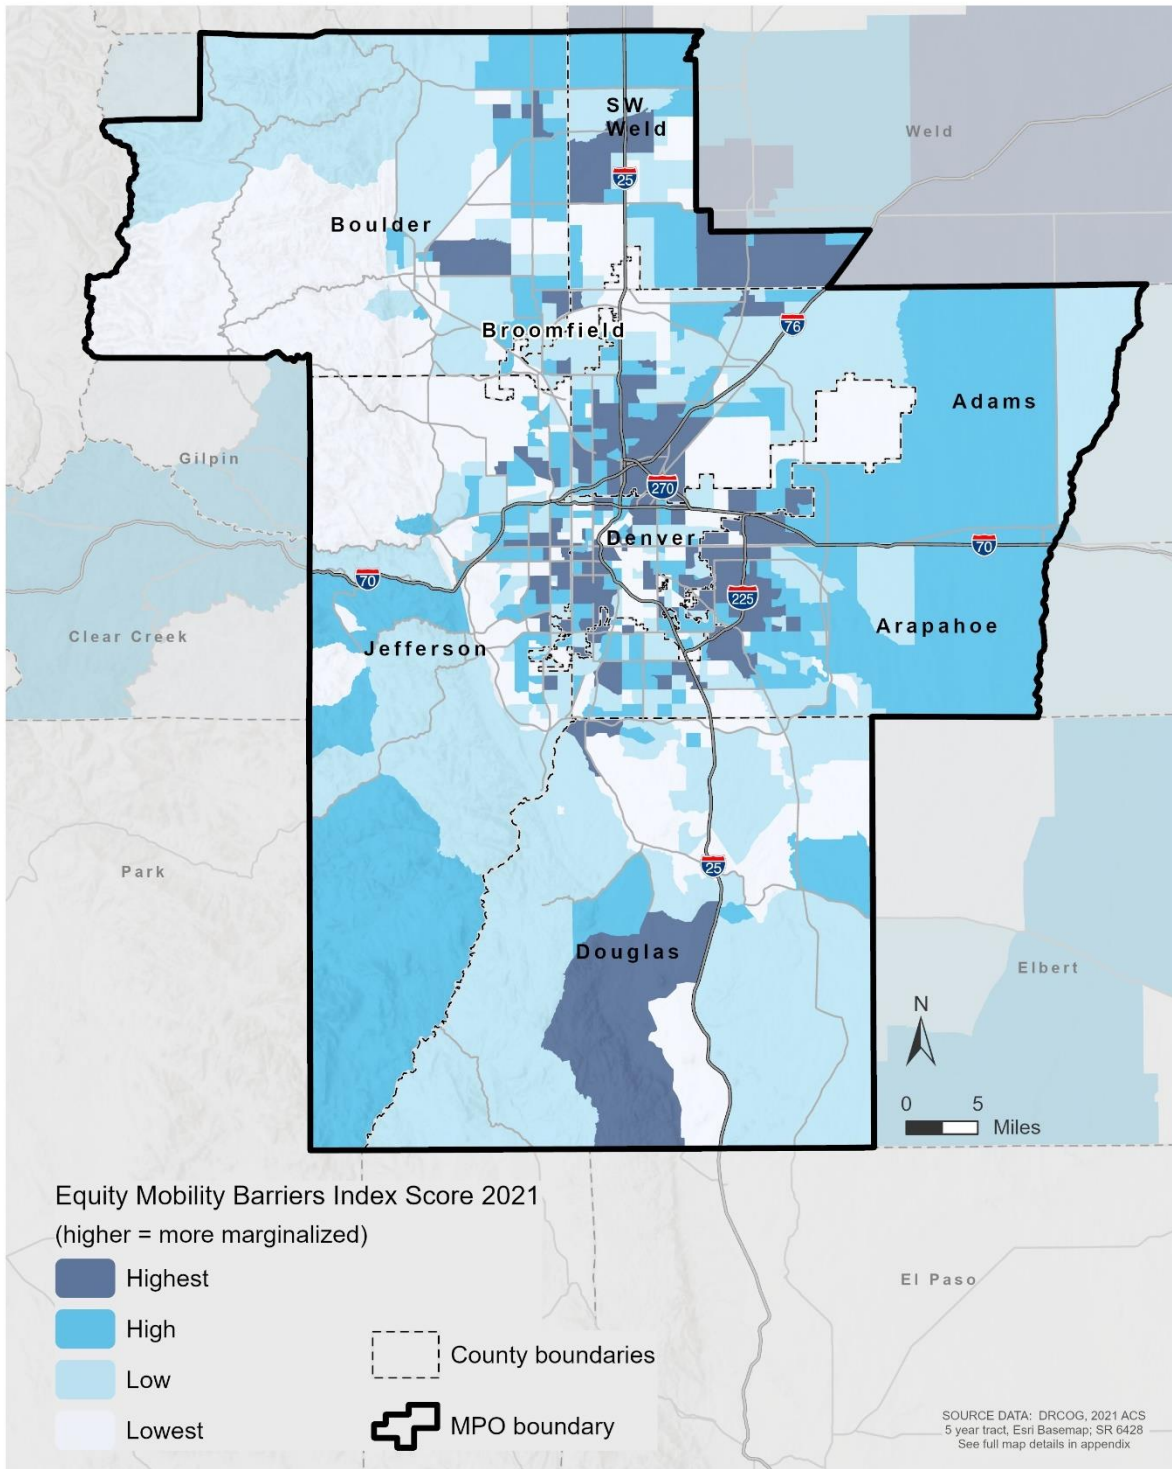 SW
Weld
Weld
25
Boulder
Broomfield
76
Adams
Gilpin
270
Denver
70
70
225
Clear Creek
Jefferson
Arapahoe
25
Park
Douglas
Elbert
N
0 5
Miles
Equity Mobility Barriers Index Score 2021
(higher = more marginalized)
Highest
High
Low
Lowest
County boundaries
MPO boundary
El Paso
SOURCE DATA: DRCOG, 2021 ACS
5 year tract, Esri Basemap; SR 6428
See full map details in appendix